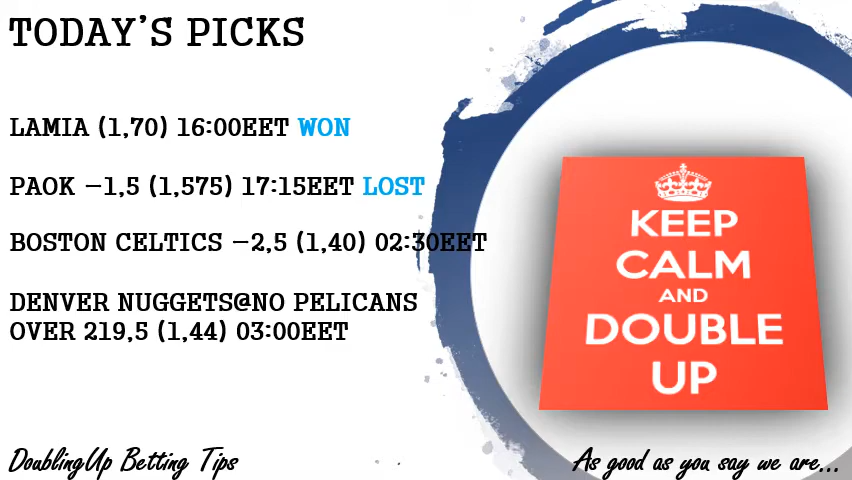 TODAY'S PICKS
LAMIA (1,70) 16:00EET WON
PAOK –1,5 (1,575) 17:15EET LOST
BOSTON CELTICS –2,5 (1,40) 02:30EET
DENVER NUGGETS@NO PELICANS
OVER 219,5 (1,44) 03:00EET
KEEP
CALM
AND
DOUBLE
UP
DoublingUp Betting Tips
As good as you say we are...